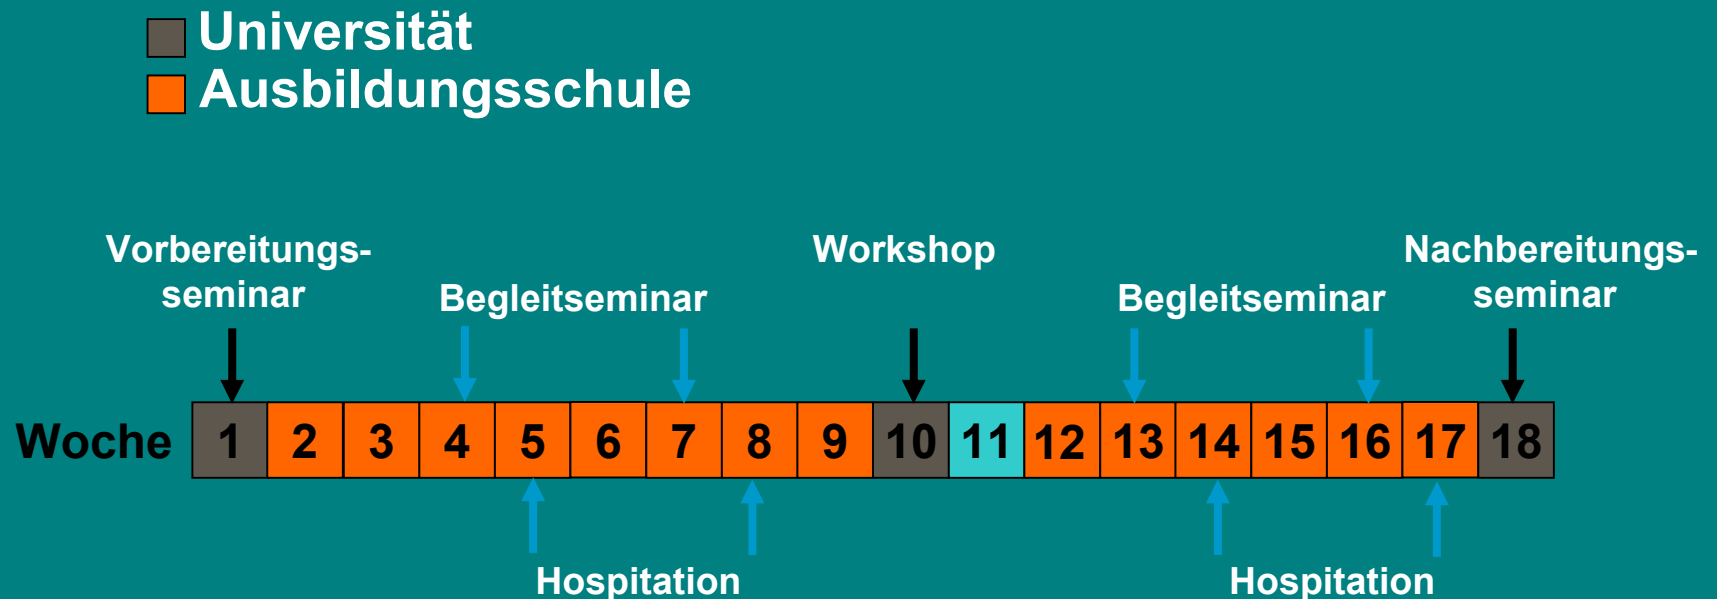 Universität
Ausbildungsschule
Vorbereitungs-
seminar
Begleitseminar
Workshop
Begleitseminar
Nachbereitungs-
seminar
Woche 1 2 3 4 5 6 7 8 9 10 11 12 13 14 15 16 17 18
Hospitation
Hospitation